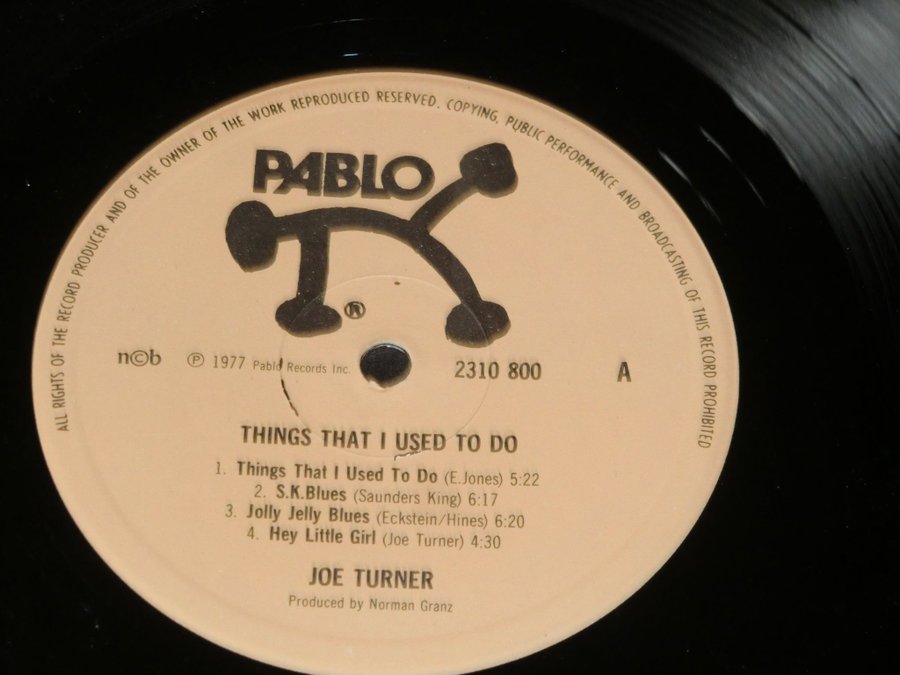 ALL RIGHTS OF THE RECORD PRODUCER AND OF THE OWNER OF THE WORK REPRODUCED RESERVED. COPYING, PUBLIC PERFORMANCE AND BROADCASTING OF THIS RECORD PROHIBITED
PABLO
®
n©b ℗ 1977 Pablo Records Inc. 2310 800 A
THINGS THAT I USED TO DO
1. Things That I Used To Do (E.Jones) 5:22
2. S.K.Blues (Saunders King) 6:17
3. Jolly Jelly Blues (Eckstein/Hines) 6:20
4. Hey Little Girl (Joe Turner) 4:30
JOE TURNER
Produced by Norman Granz